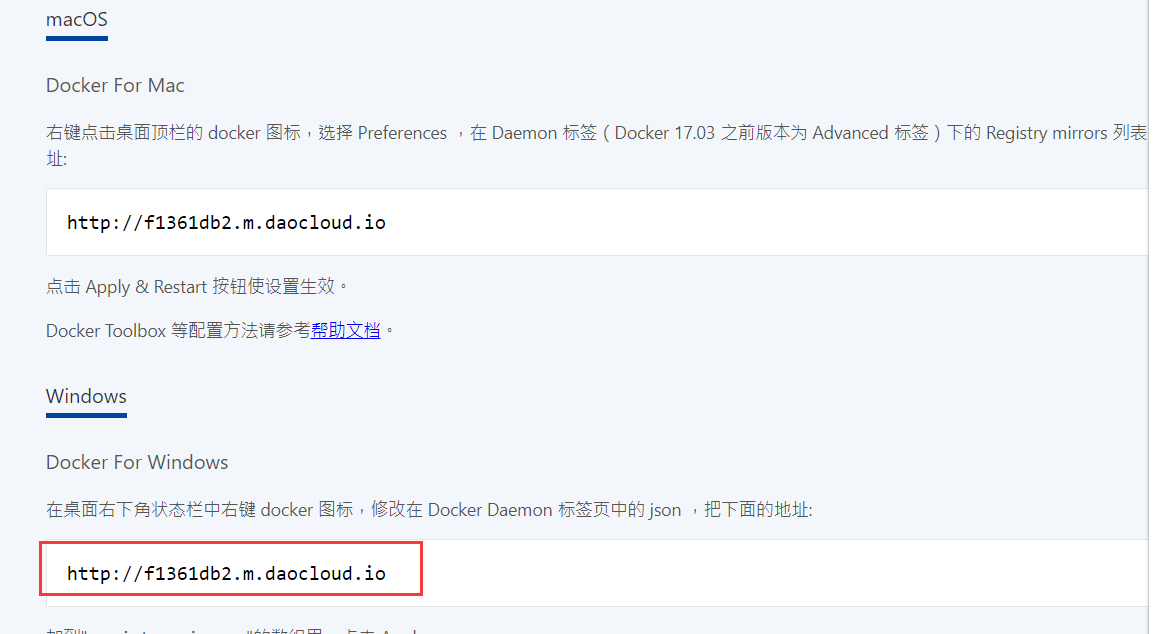 macOS
Docker For Mac
右键点击桌面顶栏的 docker 图标，选择 Preferences ，在 Daemon 标签（Docker 17.03 之前版本为 Advanced 标签）下的 Registry mirrors 列表
址:
http://f1361db2.m.daocloud.io
点击 Apply & Restart 按钮使设置生效。
Docker Toolbox 等配置方法请参考帮助文档。
Windows
Docker For Windows
在桌面右下角状态栏中右键 docker 图标，修改在 Docker Daemon 标签页中的 json ，把下面的地址:
http://f1361db2.m.daocloud.io